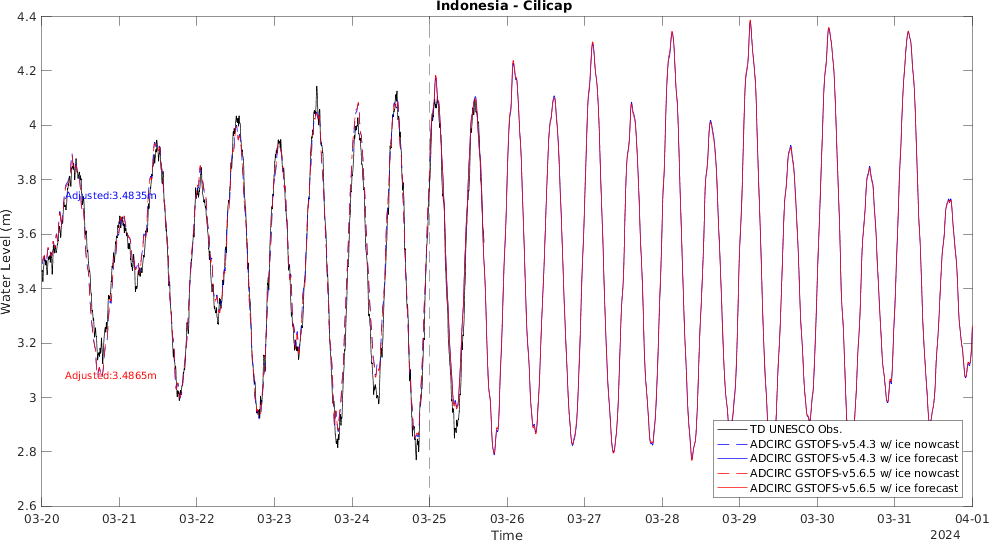 Indonesia - Cilicap
Water Level (m)
4.4
4.2
4
3.8
3.6
3.4
3.2
3
2.8
2.6
Adjusted:3.4835m
Adjusted:3.4865m
TD UNESCO Obs.
ADCIRC GSTOFS-v5.4.3 w/ ice nowcast
ADCIRC GSTOFS-v5.4.3 w/ ice forecast
ADCIRC GSTOFS-v5.6.5 w/ ice nowcast
ADCIRC GSTOFS-v5.6.5 w/ ice forecast
03-20 03-21 03-22 03-23 03-24 03-25 03-26 03-27 03-28 03-29 03-30 03-31 04-01
Time
2024